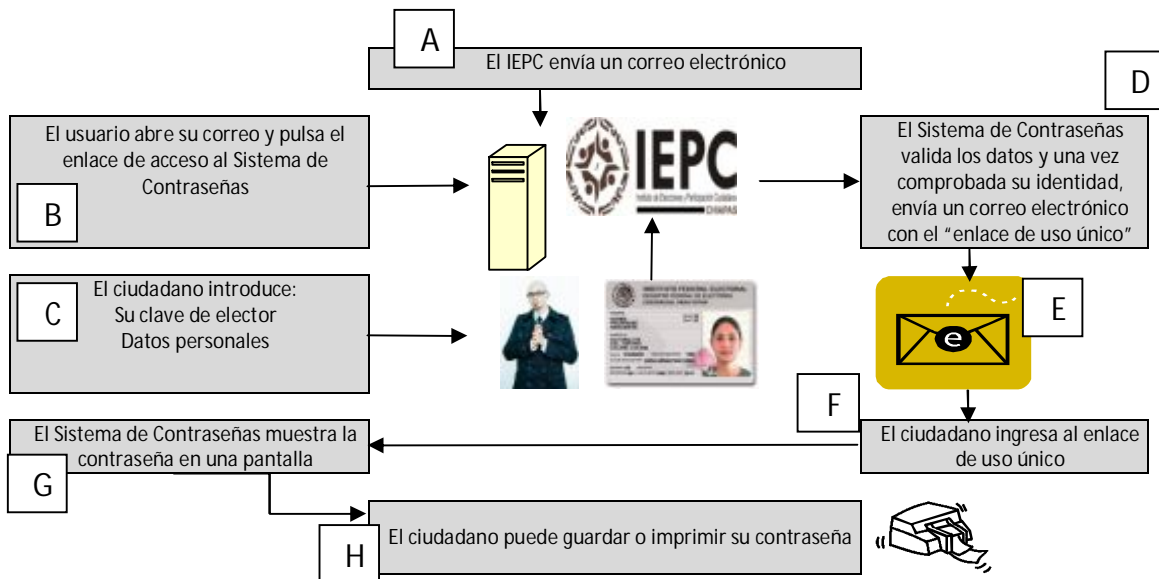 A
El IEPC envía un correo electrónico
B
El usuario abre su correo y pulsa el
enlace de acceso al Sistema de
Contraseñas
IEPC
CHIAPAS
D
El Sistema de Contraseñas
valida los datos y una vez
comprobada su identidad,
envía un correo electrónico
con el “enlace de uso único”
C
El ciudadano introduce:
Su clave de elector
Datos personales
INSTITUTO FEDERAL ELECTORAL
E
e
F
El ciudadano ingresa al enlace
de uso único
G
El Sistema de Contraseñas muestra la
contraseña en una pantalla
H
El ciudadano puede guardar o imprimir su contraseña